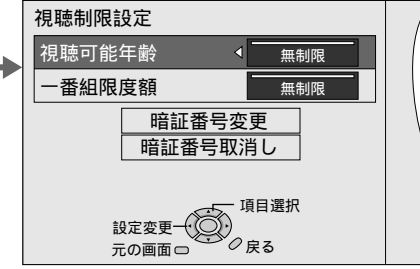 視聴制限設定
視聴可能年齢 無制限
一番組限度額 無制限
暗証番号変更
暗証番号取消し
項目選択
設定変更
元の画面 戻る